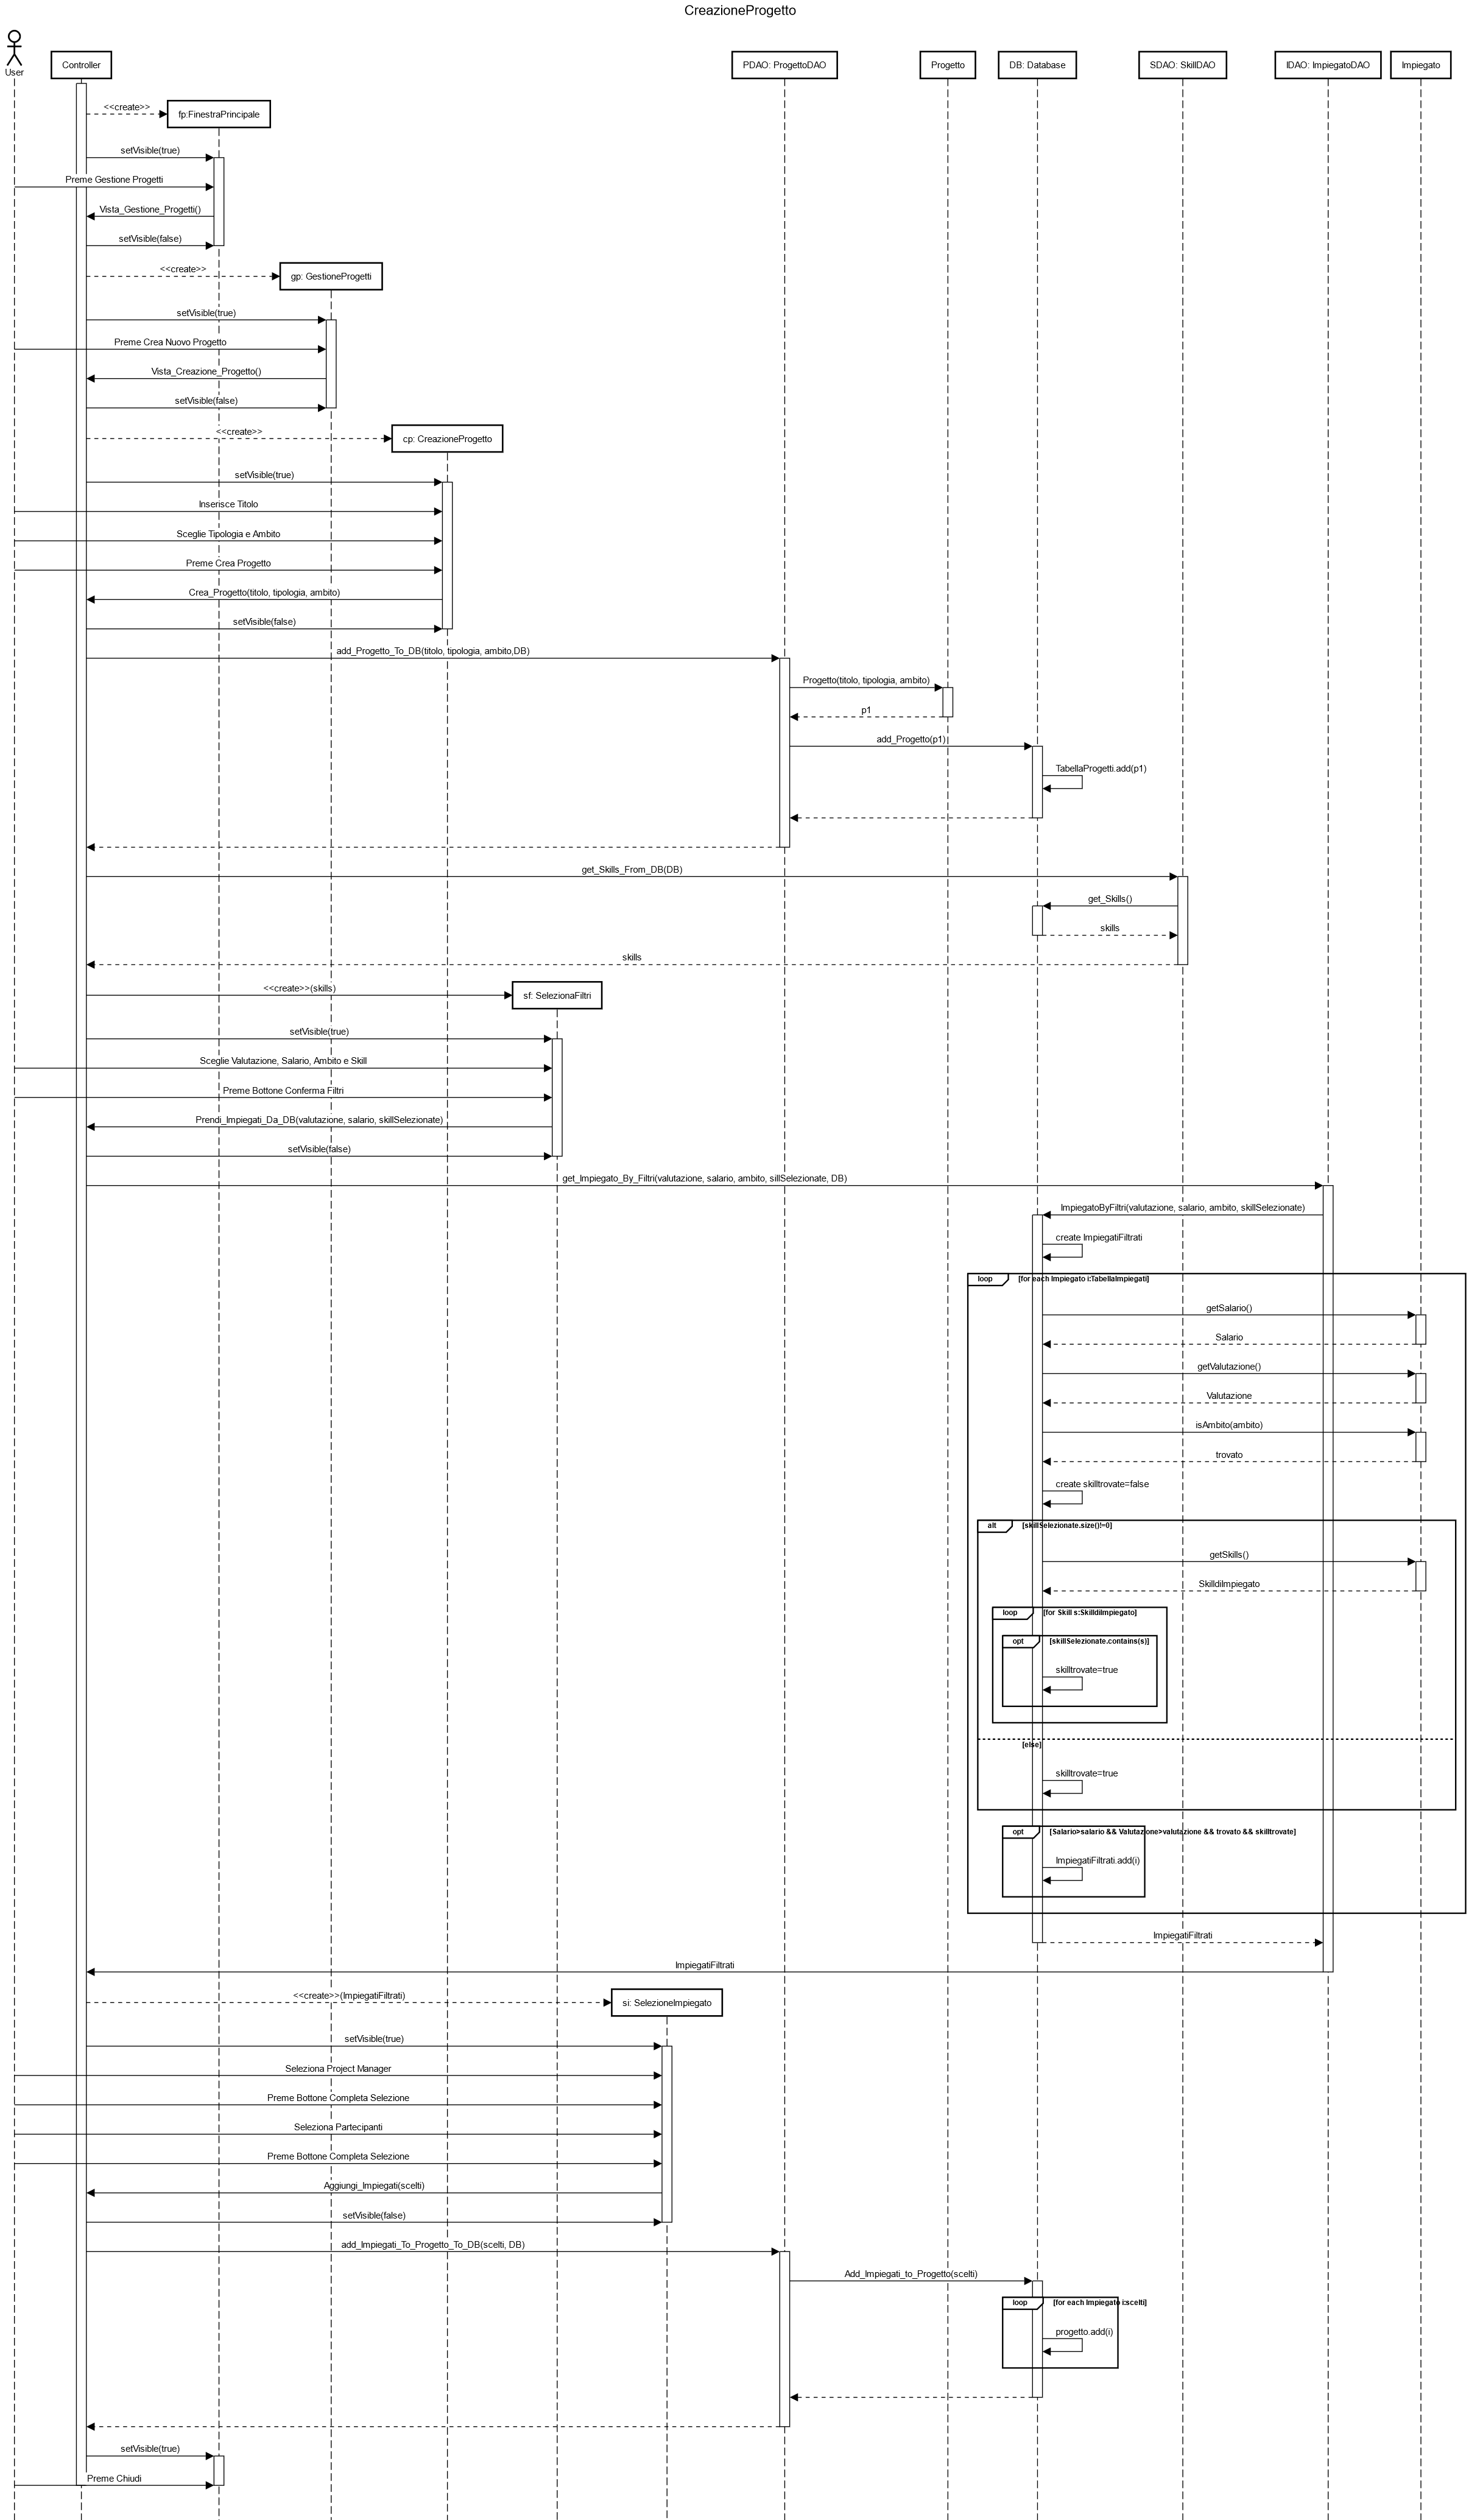 CreazioneProgetto
User
Controller
PDAO: ProgettoDAO
Progetto
DB: Database
SDAO: SkillDAO
IDAO: ImpiegatoDAO
Impiegato
<<create>>
fp:FinestraPrincipale
setVisible(true)
Preme Gestione Progetti
Vista_Gestione_Progetti()
setVisible(false)
<<create>>
gp: GestioneProgetti
setVisible(true)
Preme Crea Nuovo Progetto
Vista_Creazione_Progetto()
setVisible(false)
<<create>>
cp: CreazioneProgetto
setVisible(true)
Inserisce Titolo
Sceglie Tipologia e Ambito
Preme Crea Progetto
Crea_Progetto(titolo, tipologia, ambito)
setVisible(false)
add_Progetto_To_DB(titolo, tipologia, ambito,DB)
Progetto(titolo, tipologia, ambito)
p1
add_Progetto(p1)
TabellaProgetti.add(p1)
get_Skills_From_DB(DB)
get_Skills()
skills
skills
<<create>>(skills)
sf: SelezionaFiltri
setVisible(true)
Sceglie Valutazione, Salario, Ambito e Skill
Preme Bottone Conferma Filtri
Prendi_Impiegati_Da_DB(valutazione, salario, skillSelezionate)
setVisible(false)
get_Impiegato_By_Filtri(valutazione, salario, ambito, sillSelezionate, DB)
ImpiegatoByFiltri(valutazione, salario, ambito, skillSelezionate)
create ImpiegatiFiltrati
loop [for each Impiegato i:TabellaImpiegati]
getSalario()
Salario
getValutazione()
Valutazione
isAmbito(ambito)
trovato
create skilltrovate=false
alt [skillSelezionate.size()!=0]
getSkills()
SkilldiImpiegato
loop [for Skill s:SkilldiImpiegato]
opt [skillSelezionate.contains(s)]
skilltrovate=true
[else]
skilltrovate=true
opt [Salario>salario && Valutazione>valutazione && trovato && skilltrovate]
ImpiegatiFiltrati.add(i)
ImpiegatiFiltrati
ImpiegatiFiltrati
<<create>>(ImpiegatiFiltrati)
si: SelezioneImpiegato
setVisible(true)
Seleziona Project Manager
Preme Bottone Completa Selezione
Seleziona Partecipanti
Preme Bottone Completa Selezione
Aggiungi_Impiegati(scelti)
setVisible(false)
add_Impiegati_To_Progetto_To_DB(scelti, DB)
Add_Impiegati_to_Progetto(scelti)
loop [for each Impiegato i:scelti]
progetto.add(i)
setVisible(true)
Preme Chiudi